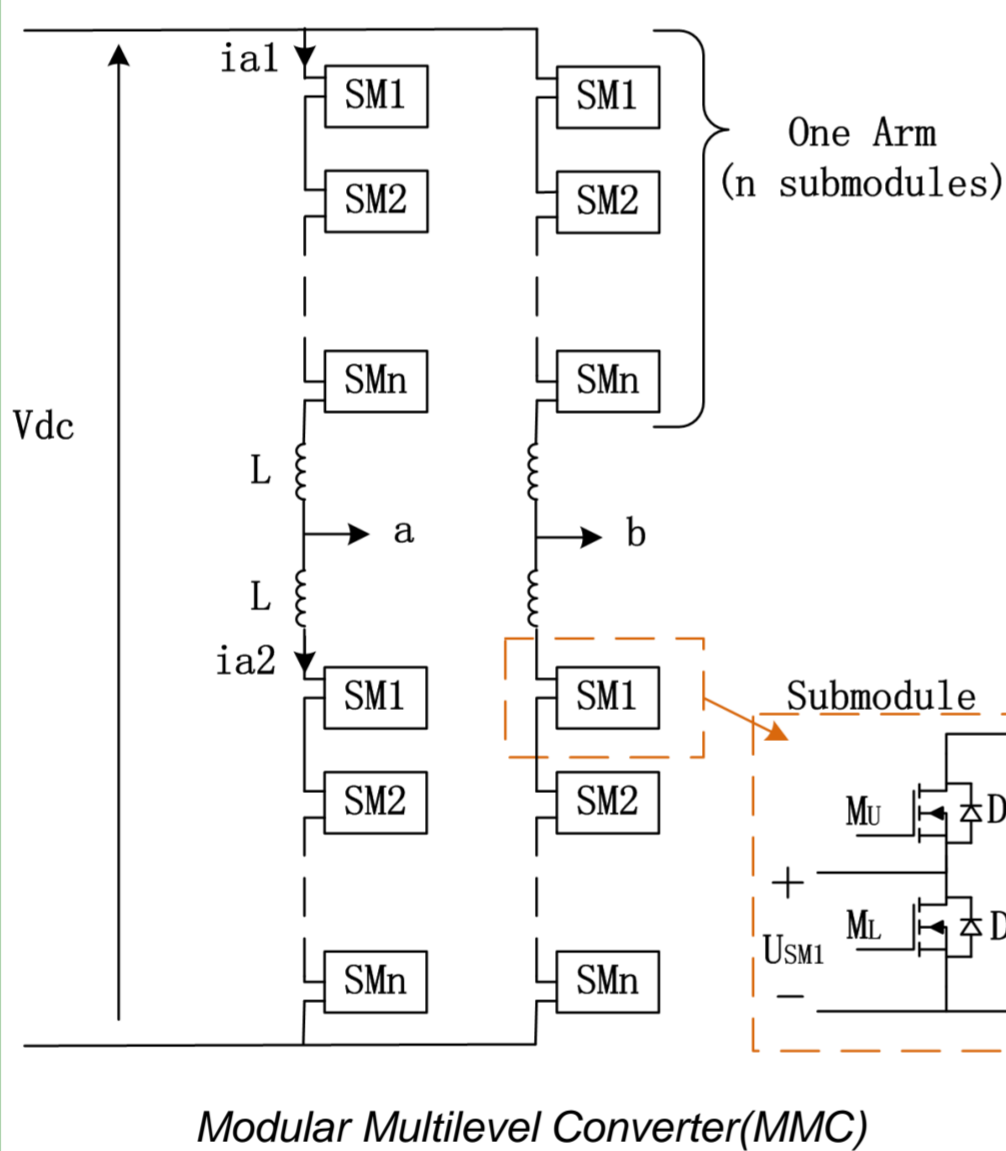 ia1
SM1
SM1
One Arm
(n submodules)
SM2
SM2
SMn
SMn
Vdc
L
a
b
L
ia2
SM1
SM1
Submodule
SM2
SM2
MU
D
+
ML
D
USM1
−
SMn
SMn
Modular Multilevel Converter(MMC)